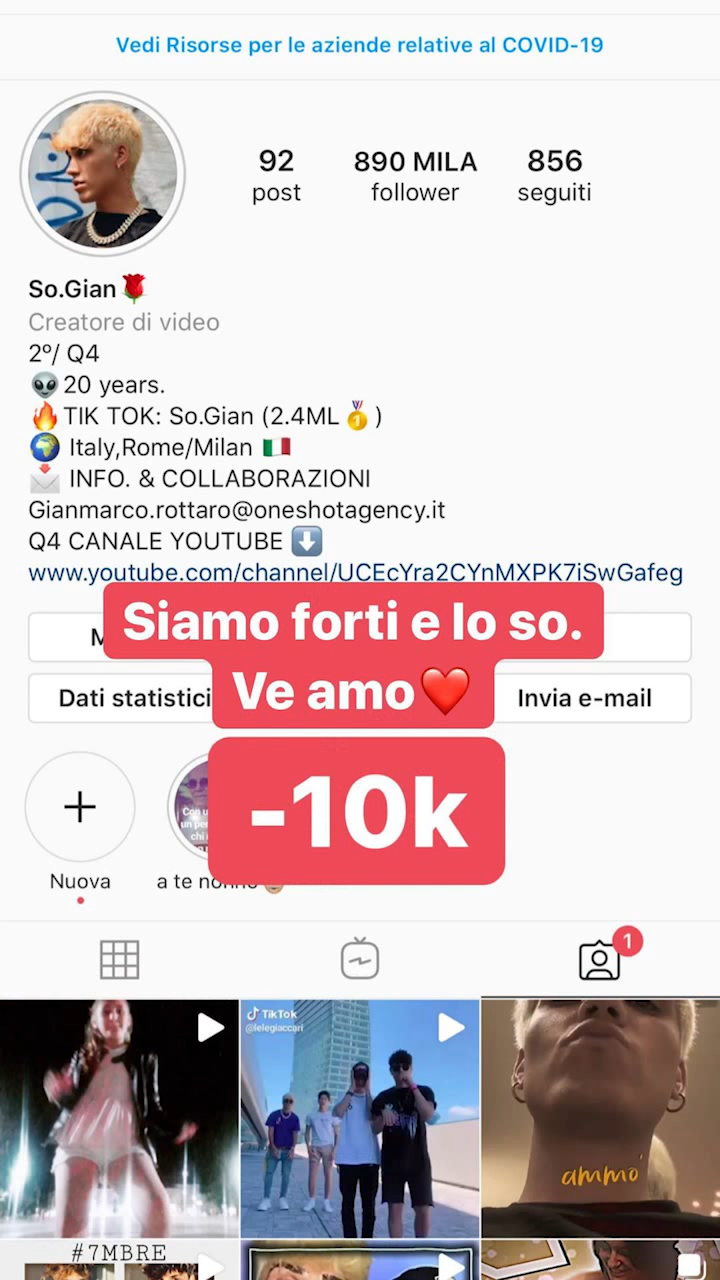 Vedi Risorse per le aziende relative al COVID-19
92
post
890 MILA
follower
856
seguiti
So.Gian🌹
Creatore di video
2º/ Q4
👽20 years.
🔥TIK TOK: So.Gian (2.4ML🏅)
🌍 Italy,Rome/Milan 🇮🇹
📩 INFO. & COLLABORAZIONI
Gianmarco.rottaro@oneshotagency.it
Q4 CANALE YOUTUBE ⬇️
www.youtube.com/channel/UCEcYra2CYnMXPK7iSwGafeg
Siamo forti e lo so.
Ve amo❤️
Dati statistici
Invia e-mail
-10k
Nuova
a te nonno
1
TikTok
@lelegiaccari
ammo'
#7MBRE